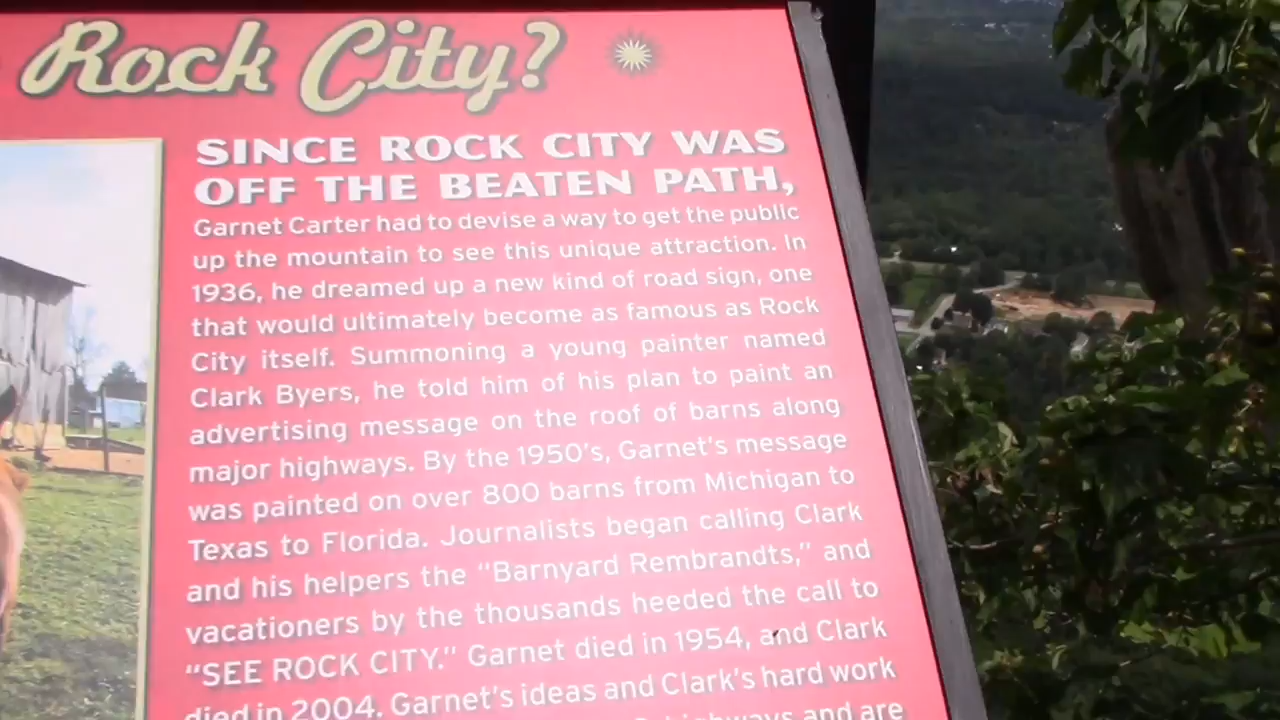 Rock City?
SINCE ROCK CITY WAS
OFF THE BEATEN PATH,
Garnet Carter had to devise a way to get the public
up the mountain to see this unique attraction. In
1936, he dreamed up a new kind of road sign, one
that would ultimately become as famous as Rock
City itself. Summoning a young painter named
Clark Byers, he told him of his plan to paint an
advertising message on the roof of barns along
major highways. By the 1950's, Garnet's message
was painted on over 800 barns from Michigan to
Texas to Florida. Journalists began calling Clark
and his helpers the “Barnyard Rembrandts,” and
vacationers by the thousands heeded the call to
“SEE ROCK CITY.” Garnet died in 1954, and Clark
died in 2004. Garnet's ideas and Clark's hard work
highways and are